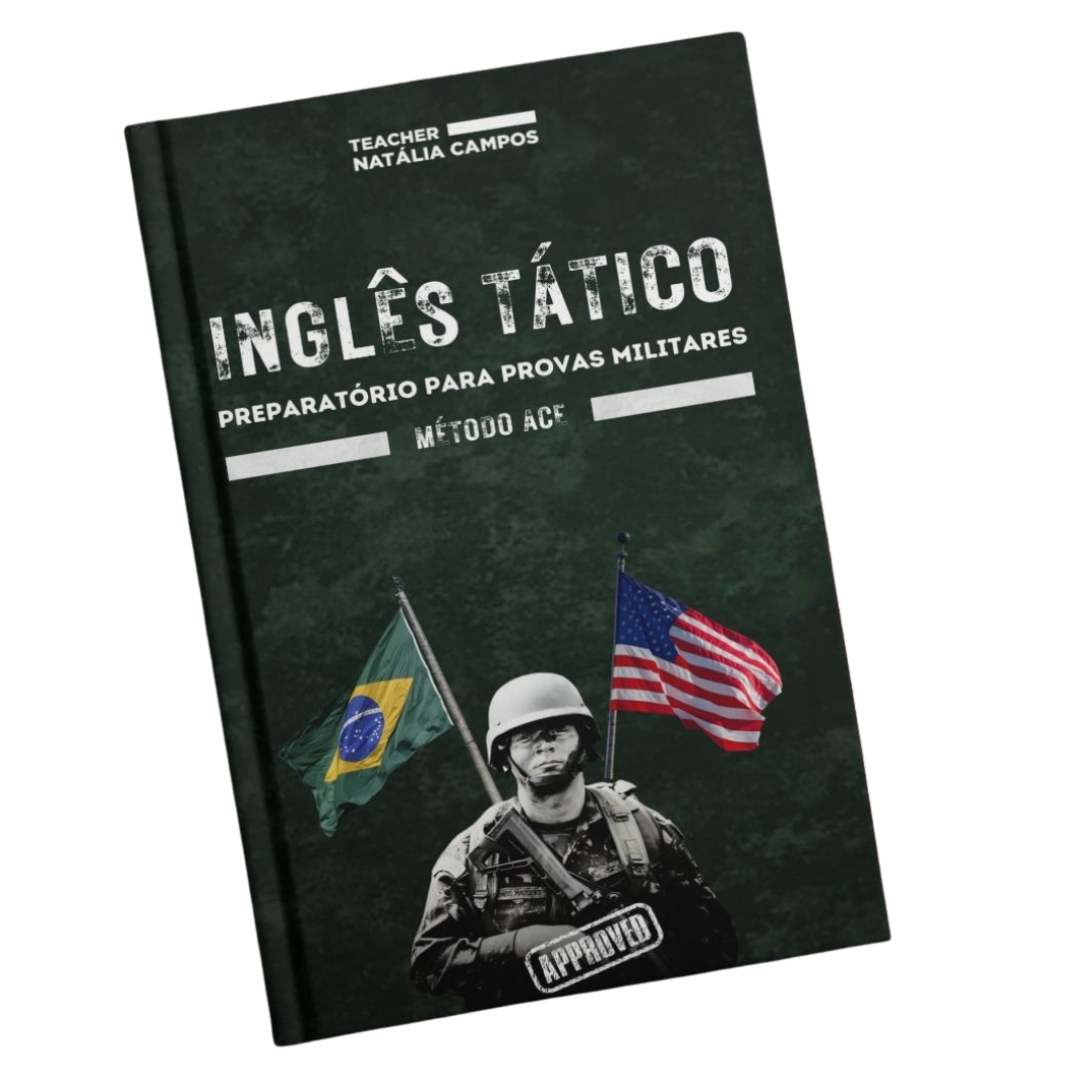 TEACHER
NATÁLIA CAMPOS
INGLÊS TÁTICO
PREPARATÓRIO PARA PROVAS MILITARES
MÉTODO ACE
APPROVED